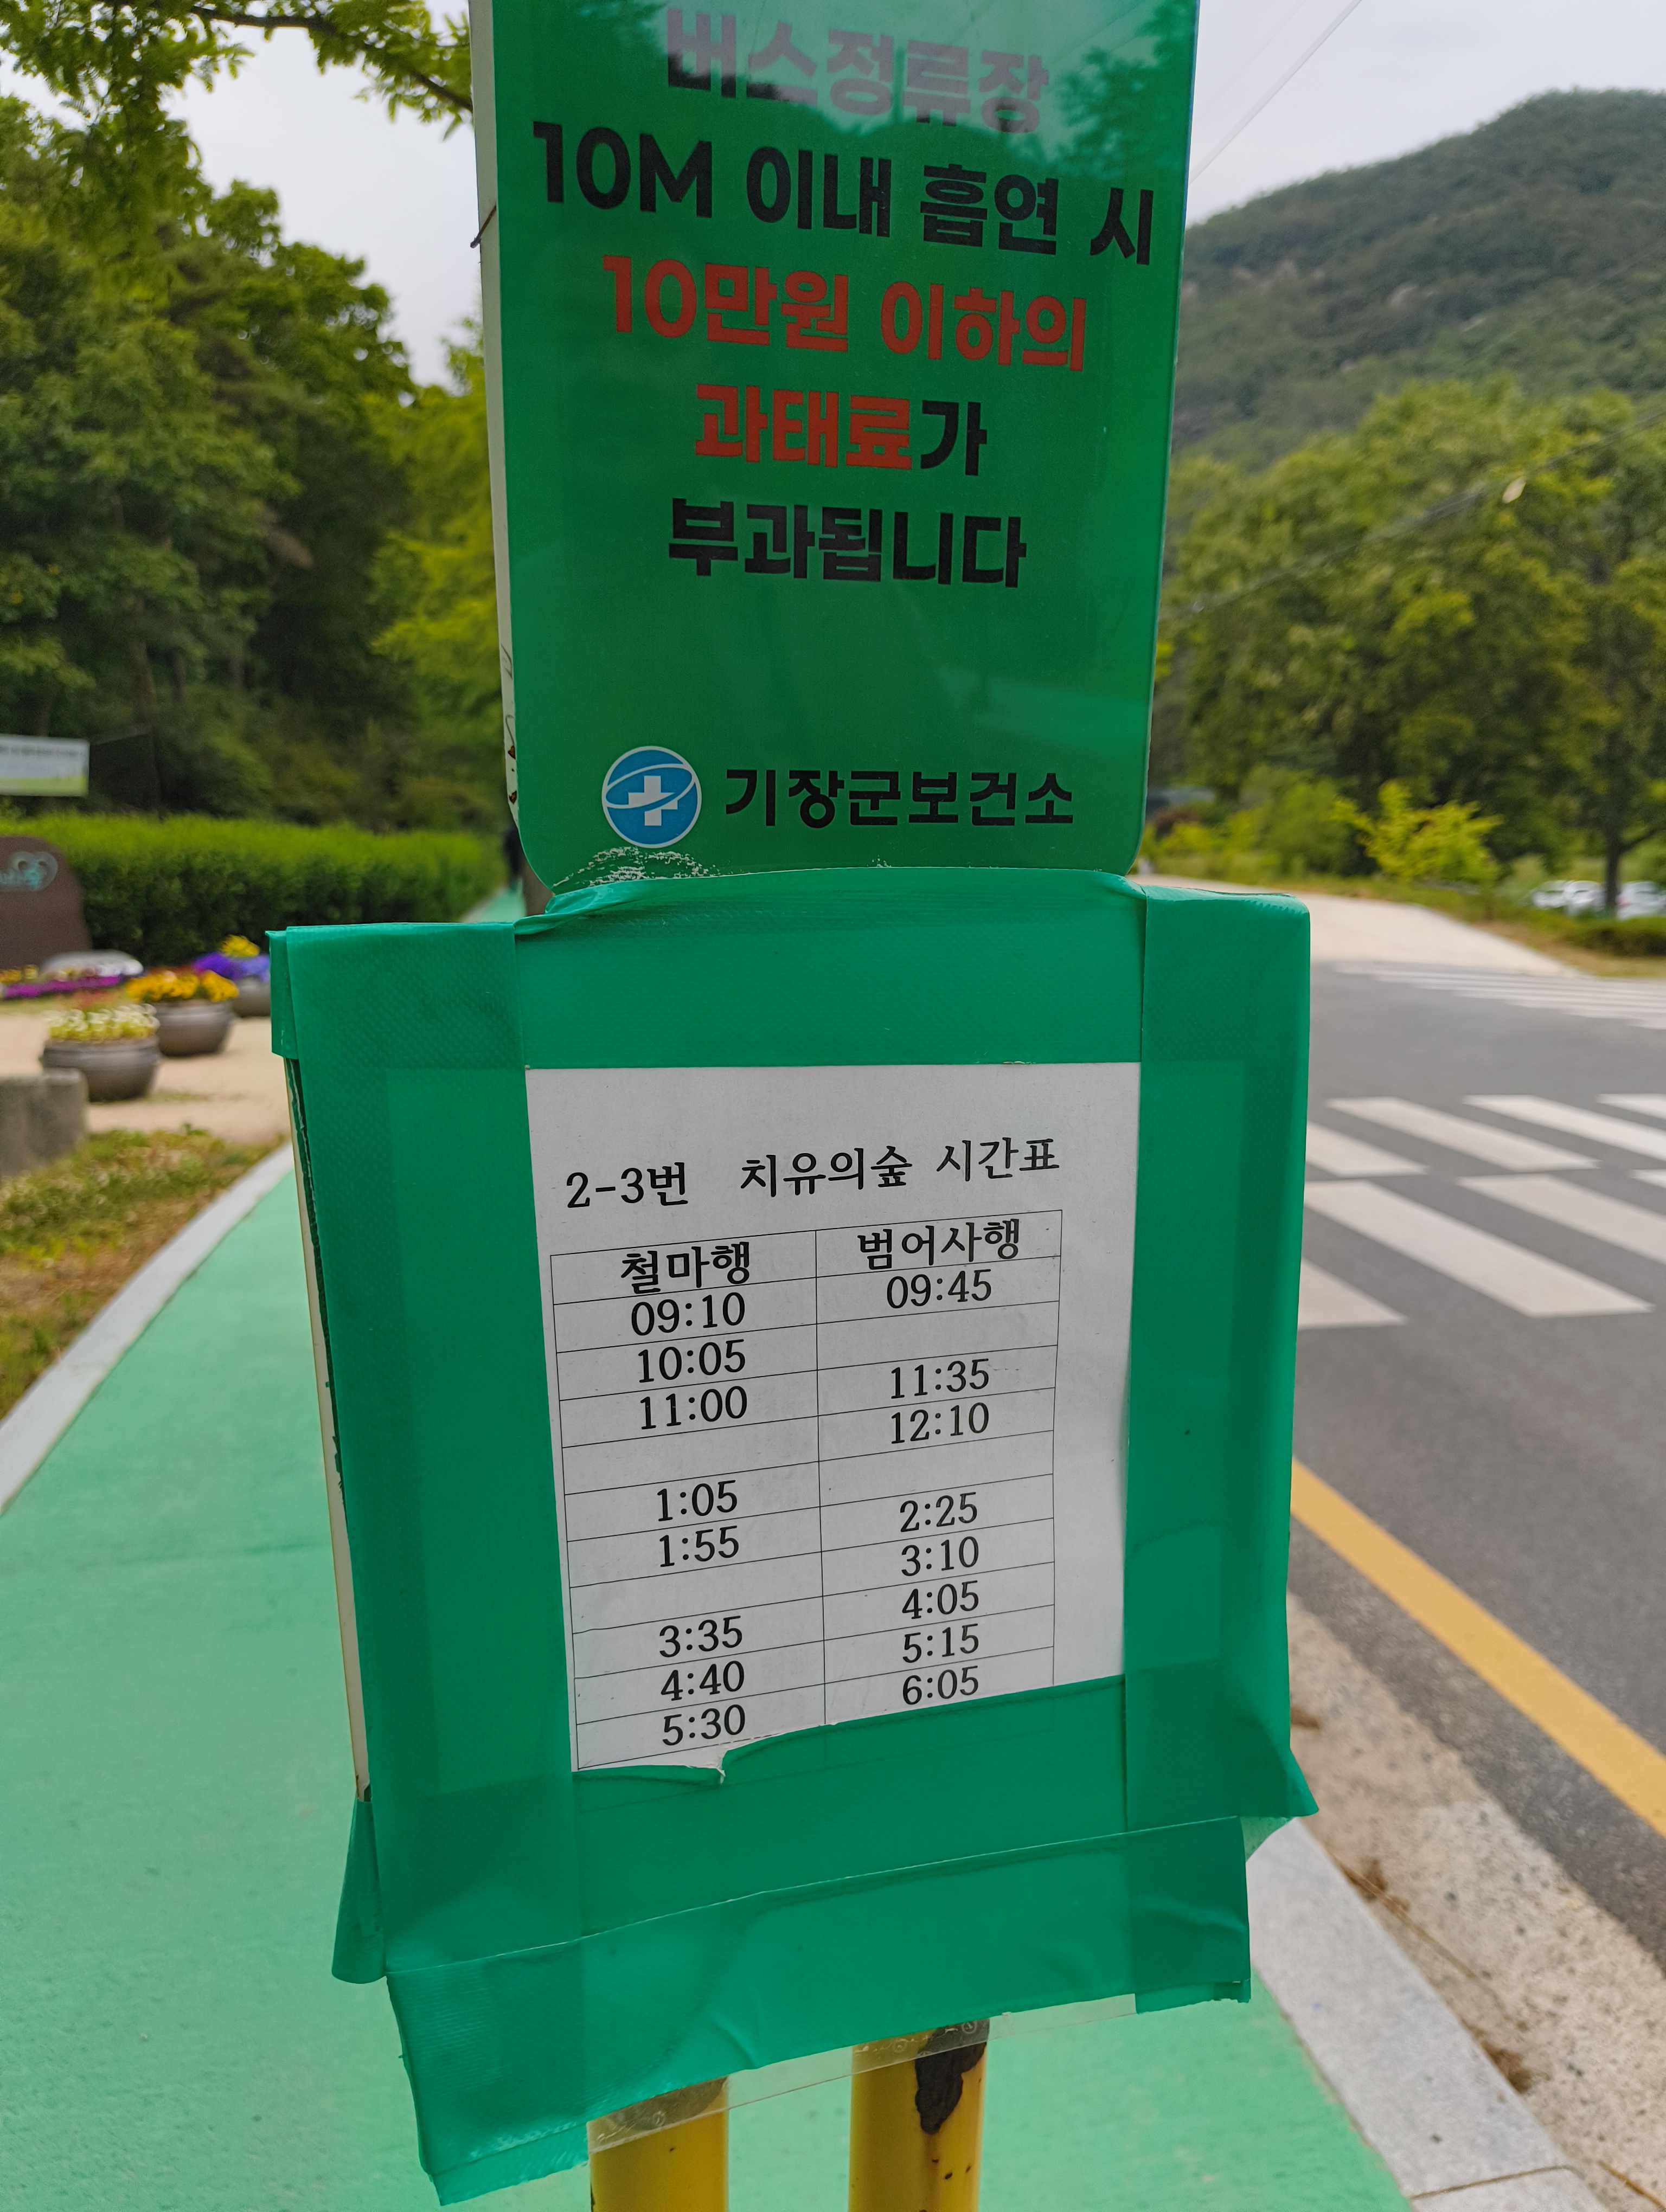 버스정류장
10M 이내 흡연 시
10만원 이하의
과태료가
부과됩니다
기장군보건소
2-3번 치유의숲 시간표
철마행 범어사행
09:10 09:45
10:05
11:00 11:35
12:10
1:05
1:55 2:25
3:10
3:35 4:05
4:40 5:15
5:30 6:05